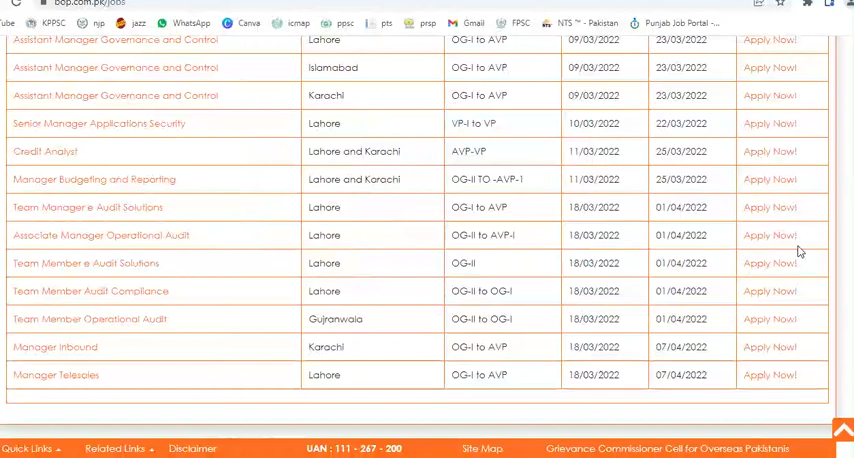 bop.com.pk/jobs
Tube KPPSC njp jazz WhatsApp Canva icmap ppsc pts prsp Gmail FPSC NTS ™ - Pakistan Punjab Job Portal -...
Assistant Manager Governance and Control Lahore OG-I to AVP 09/03/2022 23/03/2022 Apply Now!
Assistant Manager Governance and Control Islamabad OG-I to AVP 09/03/2022 23/03/2022 Apply Now!
Assistant Manager Governance and Control Karachi OG-I to AVP 09/03/2022 23/03/2022 Apply Now!
Senior Manager Applications Security Lahore VP-I to VP 10/03/2022 22/03/2022 Apply Now!
Credit Analyst Lahore and Karachi AVP-VP 11/03/2022 25/03/2022 Apply Now!
Manager Budgeting and Reporting Lahore and Karachi OG-II TO -AVP-1 11/03/2022 25/03/2022 Apply Now!
Team Manager e Audit Solutions Lahore OG-I to AVP 18/03/2022 01/04/2022 Apply Now!
Associate Manager Operational Audit Lahore OG-II to AVP-I 18/03/2022 01/04/2022 Apply Now!
Team Member e Audit Solutions Lahore OG-II 18/03/2022 01/04/2022 Apply Now!
Team Member Audit Compliance Lahore OG-II to OG-I 18/03/2022 01/04/2022 Apply Now!
Team Member Operational Audit Gujranwala OG-II to OG-I 18/03/2022 01/04/2022 Apply Now!
Manager Inbound Karachi OG-I to AVP 18/03/2022 07/04/2022 Apply Now!
Manager Telesales Lahore OG-I to AVP 18/03/2022 07/04/2022 Apply Now!
Quick Links Related Links Disclaimer UAN : 111 - 267 - 200 Site Map Grievance Commissioner Cell for Overseas Pakistanis